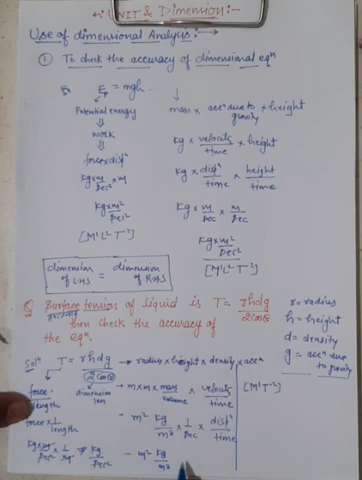 UNIT & Dimension:-
Use of dimensional Analysis:-
① To check the accuracy of dimensional eqⁿ
Ex Ep = mgh
Potential energy
mass × accⁿ due to gravity × height
work
Kg × velocity/time × height
force × dispⁿ
Kg × m/sec² × m
Kg × dispⁿ/time × height/time
Kg m²/sec²
Kg × m/sec × m/sec
[M¹L²T⁻²]
Kg m²/sec²
[M¹L²T⁻²]
dimension of LHS = dimension of RHS
Q Surface tension of liquid is T = rhdg/2cosθ
then check the accuracy of
the eqⁿ.
r = radius
h = height
d = density
g = accⁿ due to gravity
Solⁿ T = rhdg/2cosθ → radius × height × density × accⁿ
force/length
dimension less
m × m × mass/volume × velocity/time
[M¹T⁻²]
force × 1/length
- m² Kg/m³ × 1/sec × dispⁿ/time
Kg × m/sec² × 1/m ⇒ Kg/sec²
- m² Kg/m³